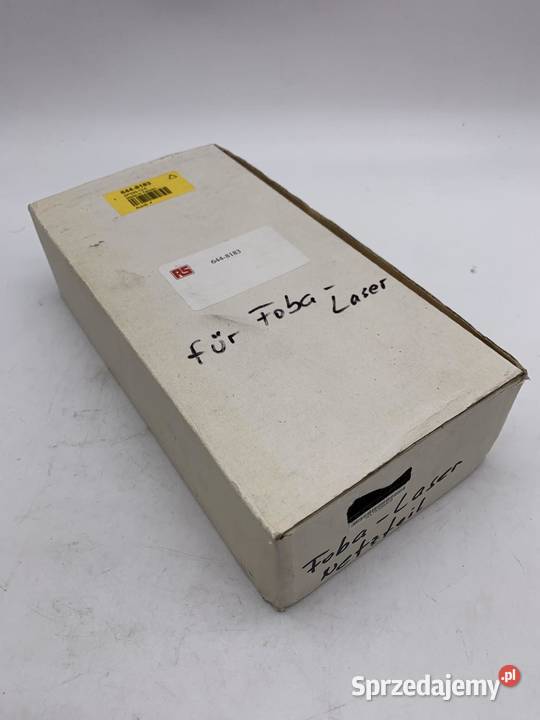 644-8183
RS
644-8183
für Foba-Laser
Foba-Laser
Netzteil
Sprzedajemy.pl